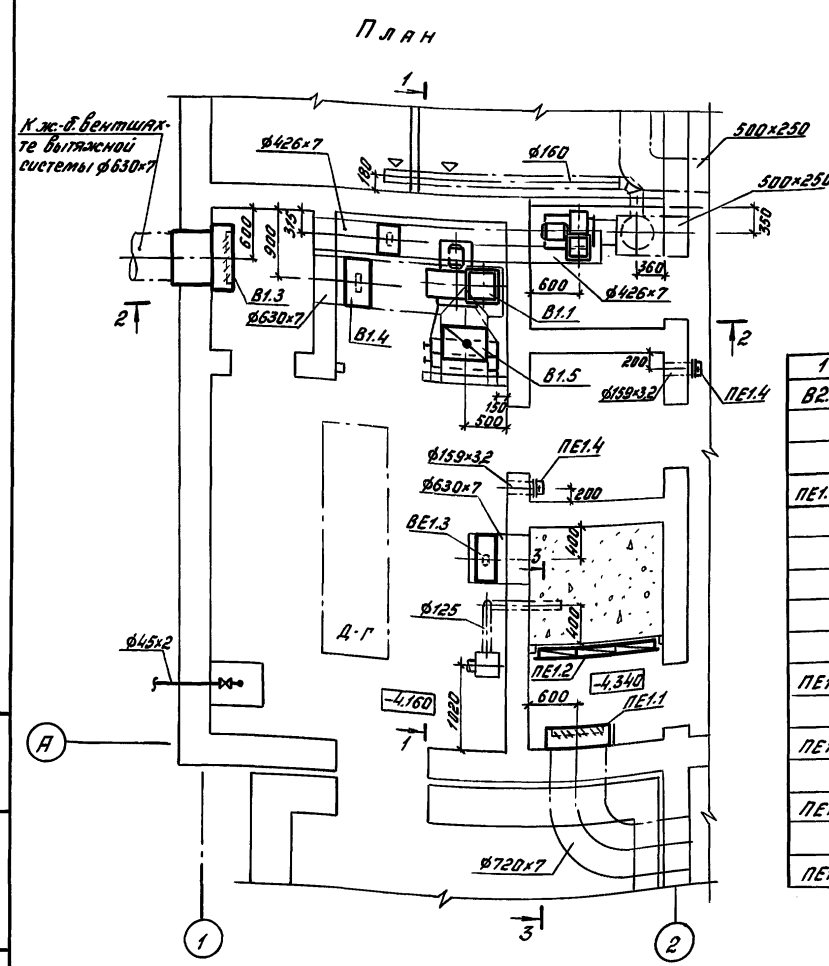 План
1
К ж.-б. вентшах-
те вытяжной
системы ф630×7
ф426×7
180
ф160
500×250
500×250
600
900
315
350
360
600
ф426×7
В1.3
2
ф630×7
В1.4
В1.1
В1.5
2
200
ф159×3,2
ПЕ1.4
150
500
ф159×3,2
ПЕ1.4
ф630×7
200
ВЕ1.3
400
3
ф125
400
Д-Г
ПЕ1.2
ф45×2
-4.160
1020
600
-4.340
ПЕ1.1
1
А
ф720×7
3
1
2
1
В2.
ПЕ1.
ПЕ1
ПЕ1
ПЕ1
ПЕ1